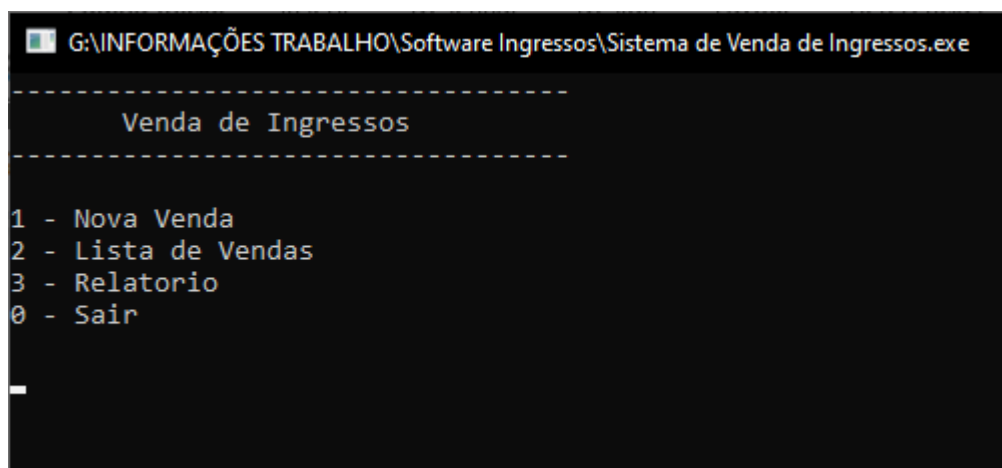 G:\INFORMAÇÕES TRABALHO\Software Ingressos\Sistema de Venda de Ingressos.exe
-----------------------------------
Venda de Ingressos
-----------------------------------
1 - Nova Venda
2 - Lista de Vendas
3 - Relatorio
0 - Sair